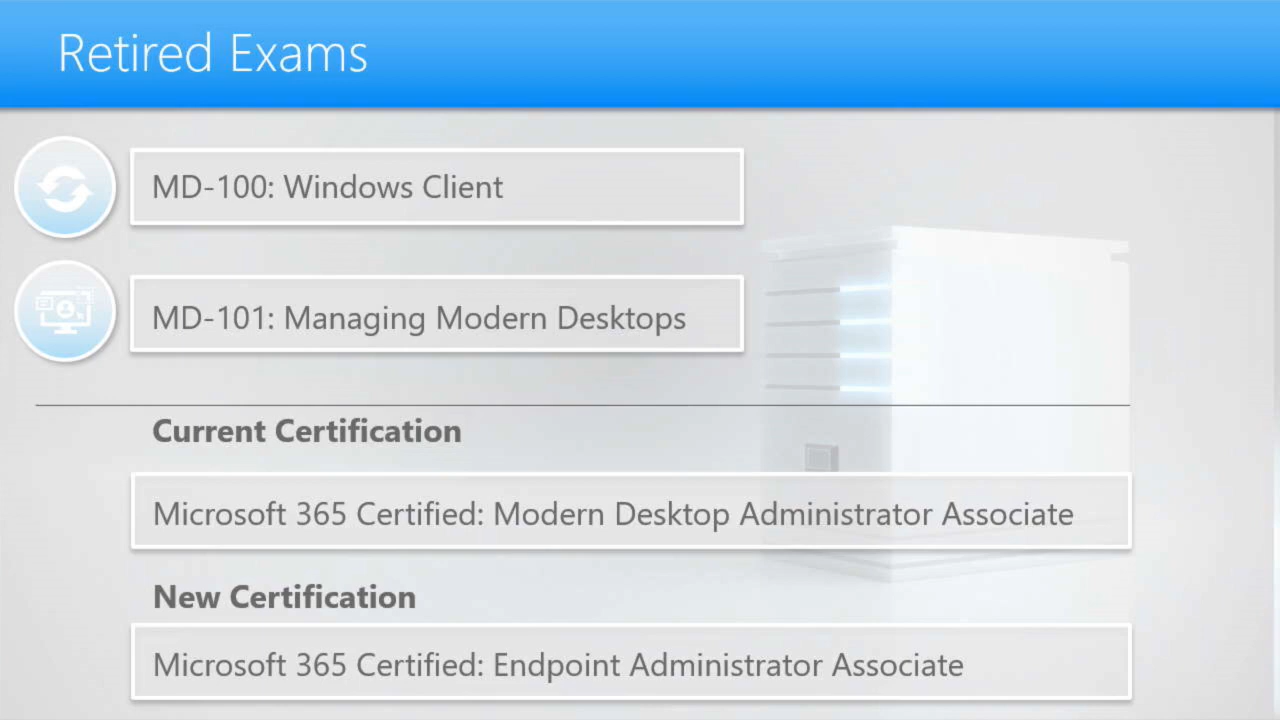 Retired Exams
MD-100: Windows Client
MD-101: Managing Modern Desktops
Current Certification
Microsoft 365 Certified: Modern Desktop Administrator Associate
New Certification
Microsoft 365 Certified: Endpoint Administrator Associate